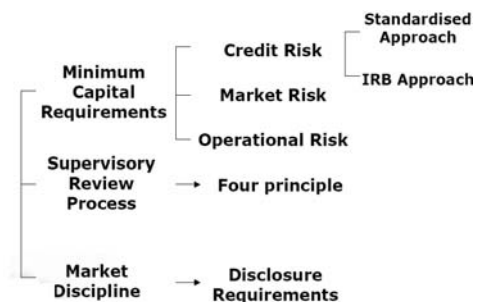 Standardised
Approach
Credit Risk
IRB Approach
Minimum
Capital
Requirements
Market Risk
Operational Risk
Supervisory
Review
Process
Four principle
Market
Discipline
Disclosure
Requirements